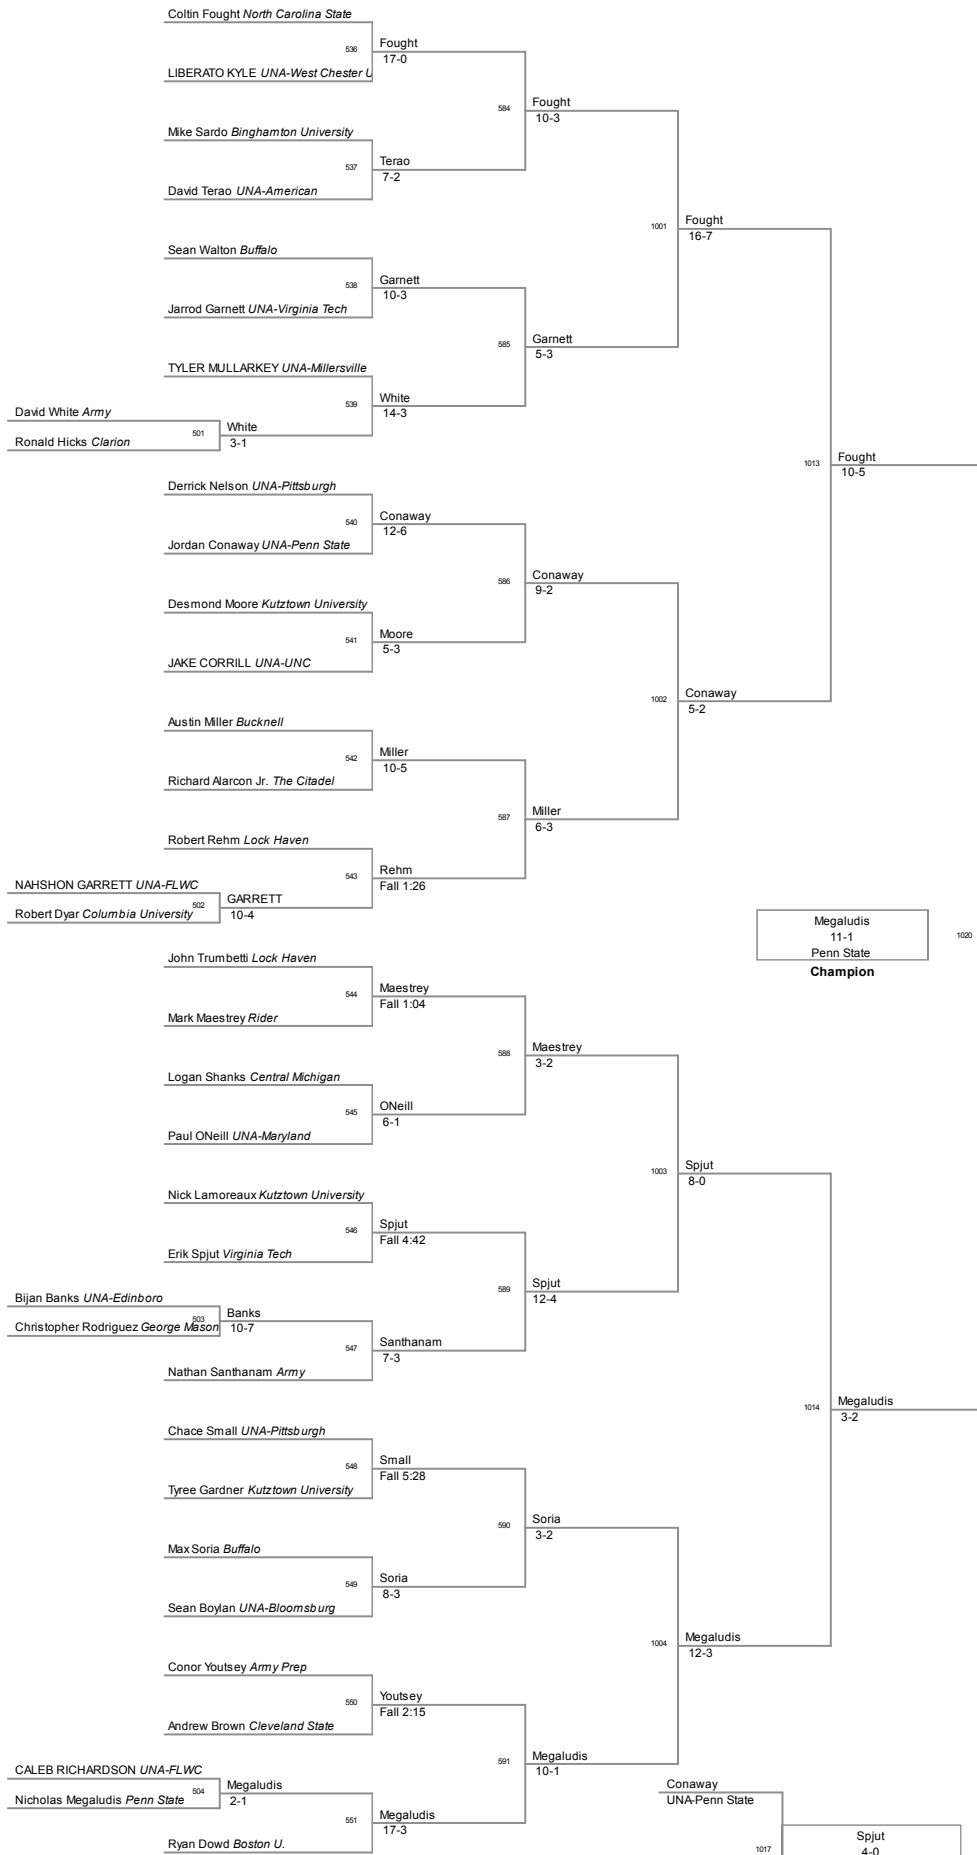 Coltin Fought North Carolina State
536
Fought
17-0
LIBERATO KYLE UNA-West Chester U
584
Fought
10-3
Mike Sardo Binghamton University
537
Terao
7-2
David Terao UNA-American
1001
Fought
16-7
Sean Walton Buffalo
538
Garnett
10-3
Jarrod Garnett UNA-Virginia Tech
585
Garnett
5-3
TYLER MULLARKEY UNA-Millersville
539
White
14-3
David White Army
501
White
3-1
Ronald Hicks Clarion
1013
Fought
10-5
Derrick Nelson UNA-Pittsburgh
540
Conaway
12-6
Jordan Conaway UNA-Penn State
586
Conaway
9-2
Desmond Moore Kutztown University
541
Moore
5-3
JAKE CORRILL UNA-UNC
1002
Conaway
5-2
Austin Miller Bucknell
542
Miller
10-5
Richard Alarcon Jr. The Citadel
587
Miller
6-3
Robert Rehm Lock Haven
543
Rehm
Fall 1:26
NAHSHON GARRETT UNA-FLWC
502
GARRETT
10-4
Robert Dyar Columbia University
Megaludis
11-1
Penn State
1020
Champion
John Trumbetti Lock Haven
544
Maestrey
Fall 1:04
Mark Maestrey Rider
588
Maestrey
3-2
Logan Shanks Central Michigan
545
ONeill
6-1
Paul ONeill UNA-Maryland
1003
Spjut
8-0
Nick Lamoreaux Kutztown University
546
Spjut
Fall 4:42
Erik Spjut Virginia Tech
589
Spjut
12-4
Bijan Banks UNA-Edinboro
503
Banks
10-7
Christopher Rodriguez George Mason
547
Santhanam
7-3
Nathan Santhanam Army
1014
Megaludis
3-2
Chace Small UNA-Pittsburgh
548
Small
Fall 5:28
Tyree Gardner Kutztown University
590
Soria
3-2
Max Soria Buffalo
549
Soria
8-3
Sean Boylan UNA-Bloomsburg
1004
Megaludis
12-3
Conor Youtsey Army Prep
550
Youtsey
Fall 2:15
Andrew Brown Cleveland State
591
Megaludis
10-1
CALEB RICHARDSON UNA-FLWC
504
Megaludis
2-1
Nicholas Megaludis Penn State
551
Megaludis
17-3
Ryan Dowd Boston U.
Conaway
UNA-Penn State
1017
Spjut
4-0